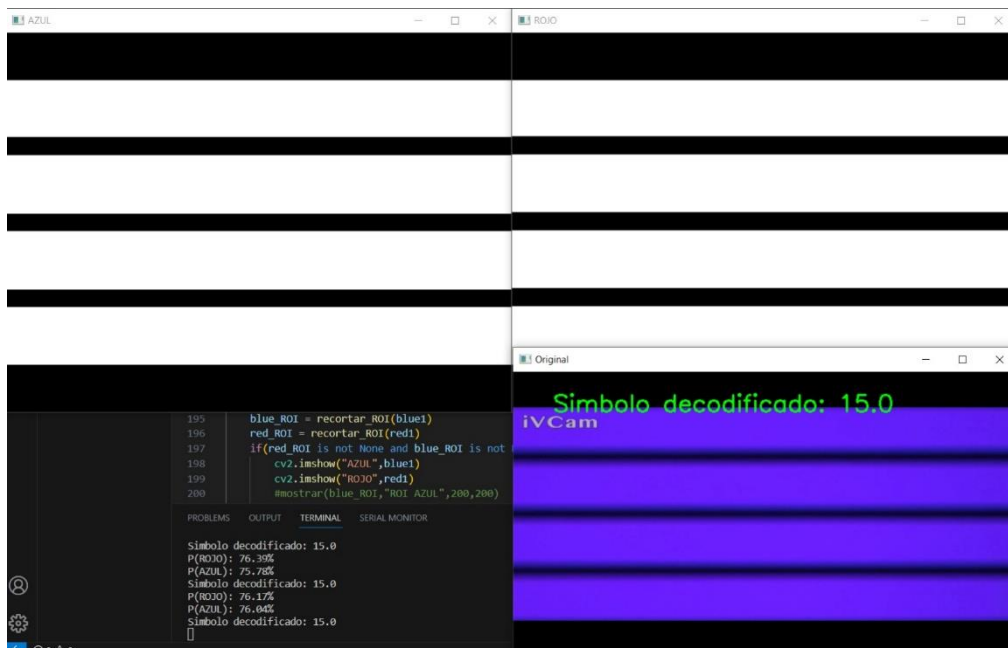 AZUL
ROJO
Original
Simbolo decodificado: 15.0
iVCam
195 blue_ROI = recortar_ROI(blue1)
196 red_ROI = recortar_ROI(red1)
197 if(red_ROI is not None and blue_ROI is not
198 cv2.imshow("AZUL",blue1)
199 cv2.imshow("ROJO",red1)
200 #mostrar(blue_ROI,"ROI AZUL",200,200)
PROBLEMS OUTPUT TERMINAL SERIAL MONITOR
Simbolo decodificado: 15.0
P(ROJO): 76.39%
P(AZUL): 75.78%
Simbolo decodificado: 15.0
P(ROJO): 76.17%
P(AZUL): 76.04%
Simbolo decodificado: 15.0